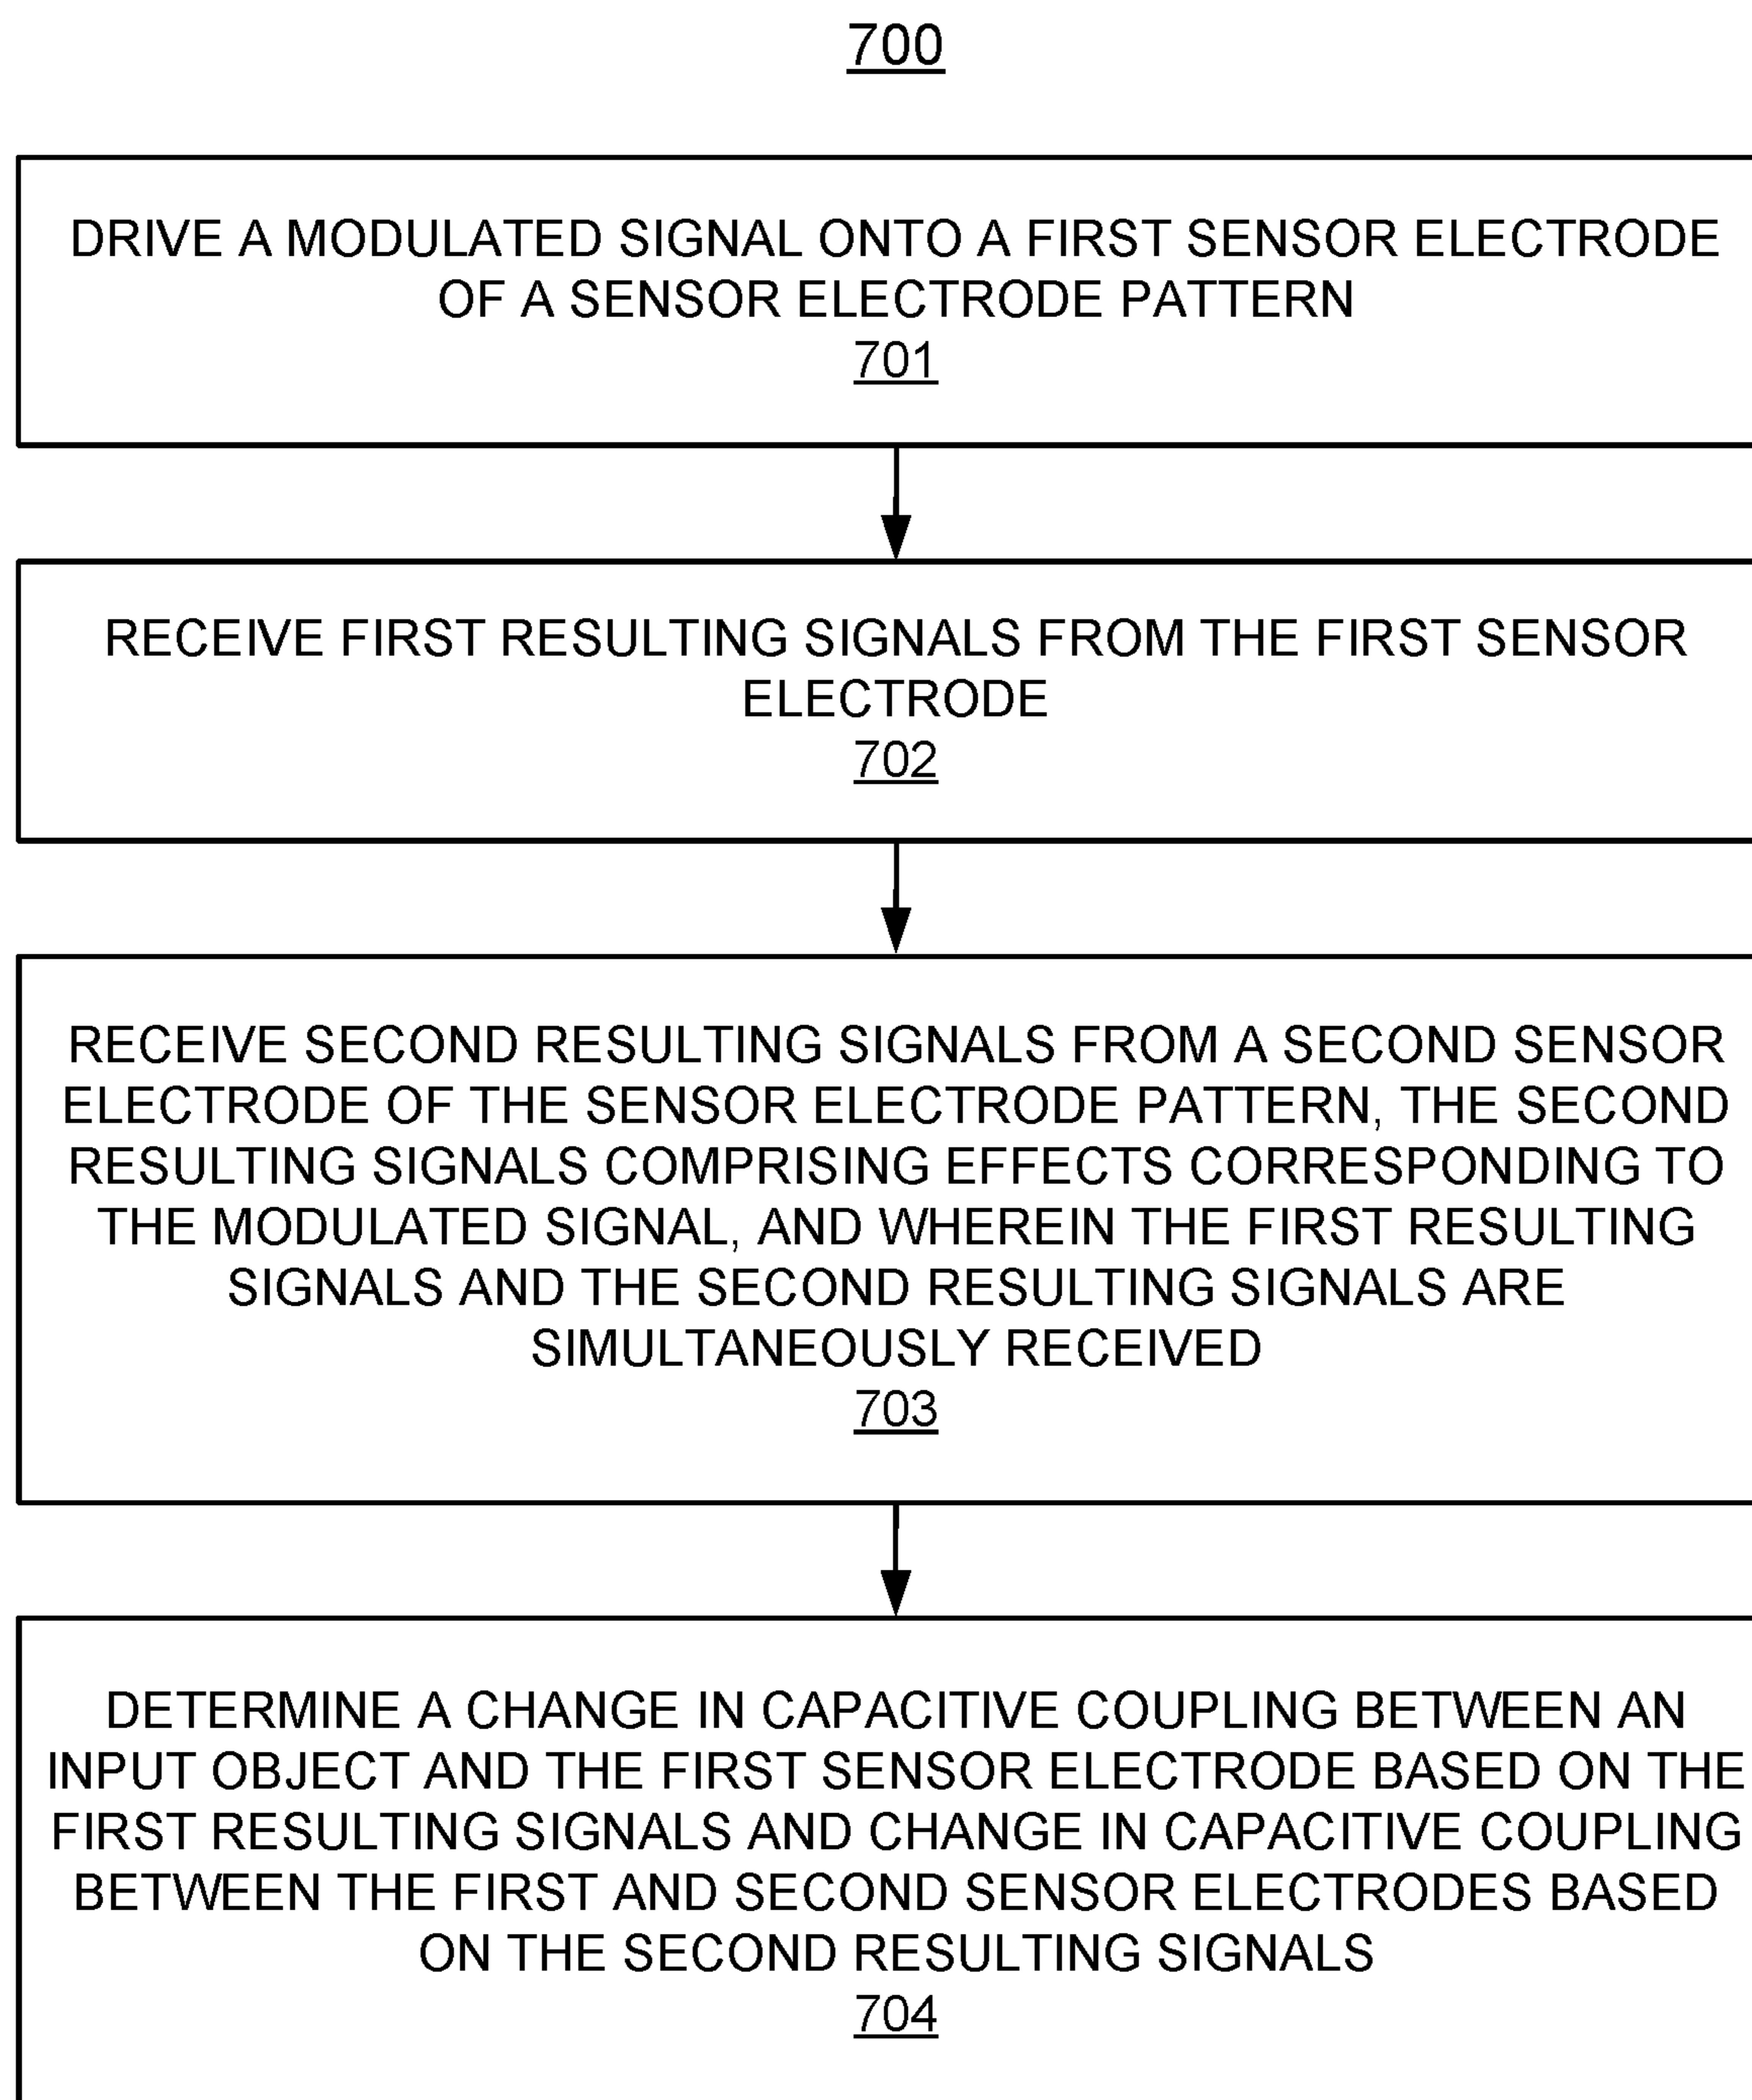 700
DRIVE A MODULATED SIGNAL ONTO A FIRST SENSOR ELECTRODE
OF A SENSOR ELECTRODE PATTERN
701
RECEIVE FIRST RESULTING SIGNALS FROM THE FIRST SENSOR
ELECTRODE
702
RECEIVE SECOND RESULTING SIGNALS FROM A SECOND SENSOR
ELECTRODE OF THE SENSOR ELECTRODE PATTERN, THE SECOND
RESULTING SIGNALS COMPRISING EFFECTS CORRESPONDING TO
THE MODULATED SIGNAL, AND WHEREIN THE FIRST RESULTING
SIGNALS AND THE SECOND RESULTING SIGNALS ARE
SIMULTANEOUSLY RECEIVED
703
DETERMINE A CHANGE IN CAPACITIVE COUPLING BETWEEN AN
INPUT OBJECT AND THE FIRST SENSOR ELECTRODE BASED ON THE
FIRST RESULTING SIGNALS AND CHANGE IN CAPACITIVE COUPLING
BETWEEN THE FIRST AND SECOND SENSOR ELECTRODES BASED
ON THE SECOND RESULTING SIGNALS
704